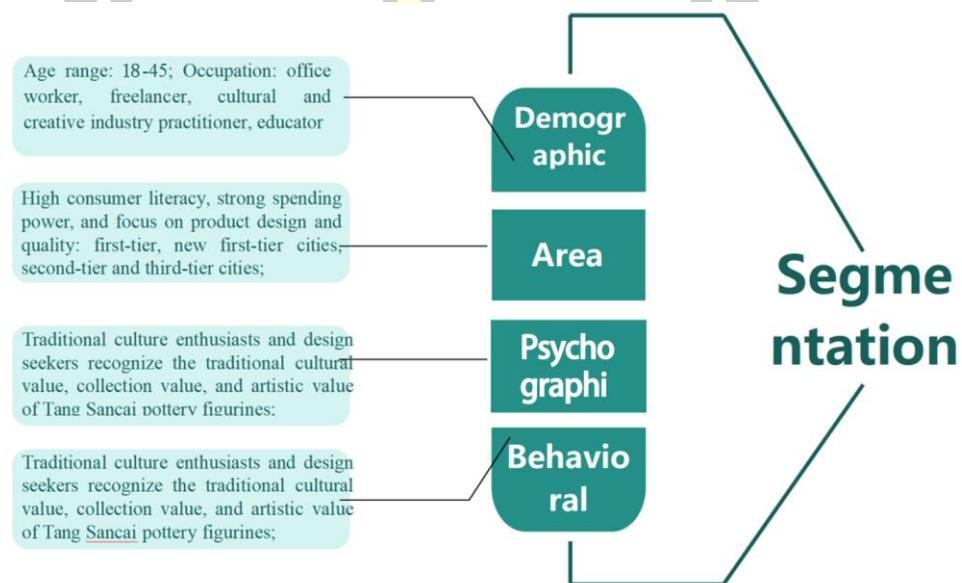 Age range: 18-45; Occupation: office
worker, freelancer, cultural and
creative industry practitioner, educator
Demogr
aphic
High consumer literacy, strong spending
power, and focus on product design and
quality: first-tier, new first-tier cities,
second-tier and third-tier cities;
Area
Segme
ntation
Traditional culture enthusiasts and design
seekers recognize the traditional cultural
value, collection value, and artistic value
of Tang Sancai pottery figurines;
Psycho
graphi
Traditional culture enthusiasts and design
seekers recognize the traditional cultural
value, collection value, and artistic value
of Tang Sancai pottery figurines;
Behavio
ral